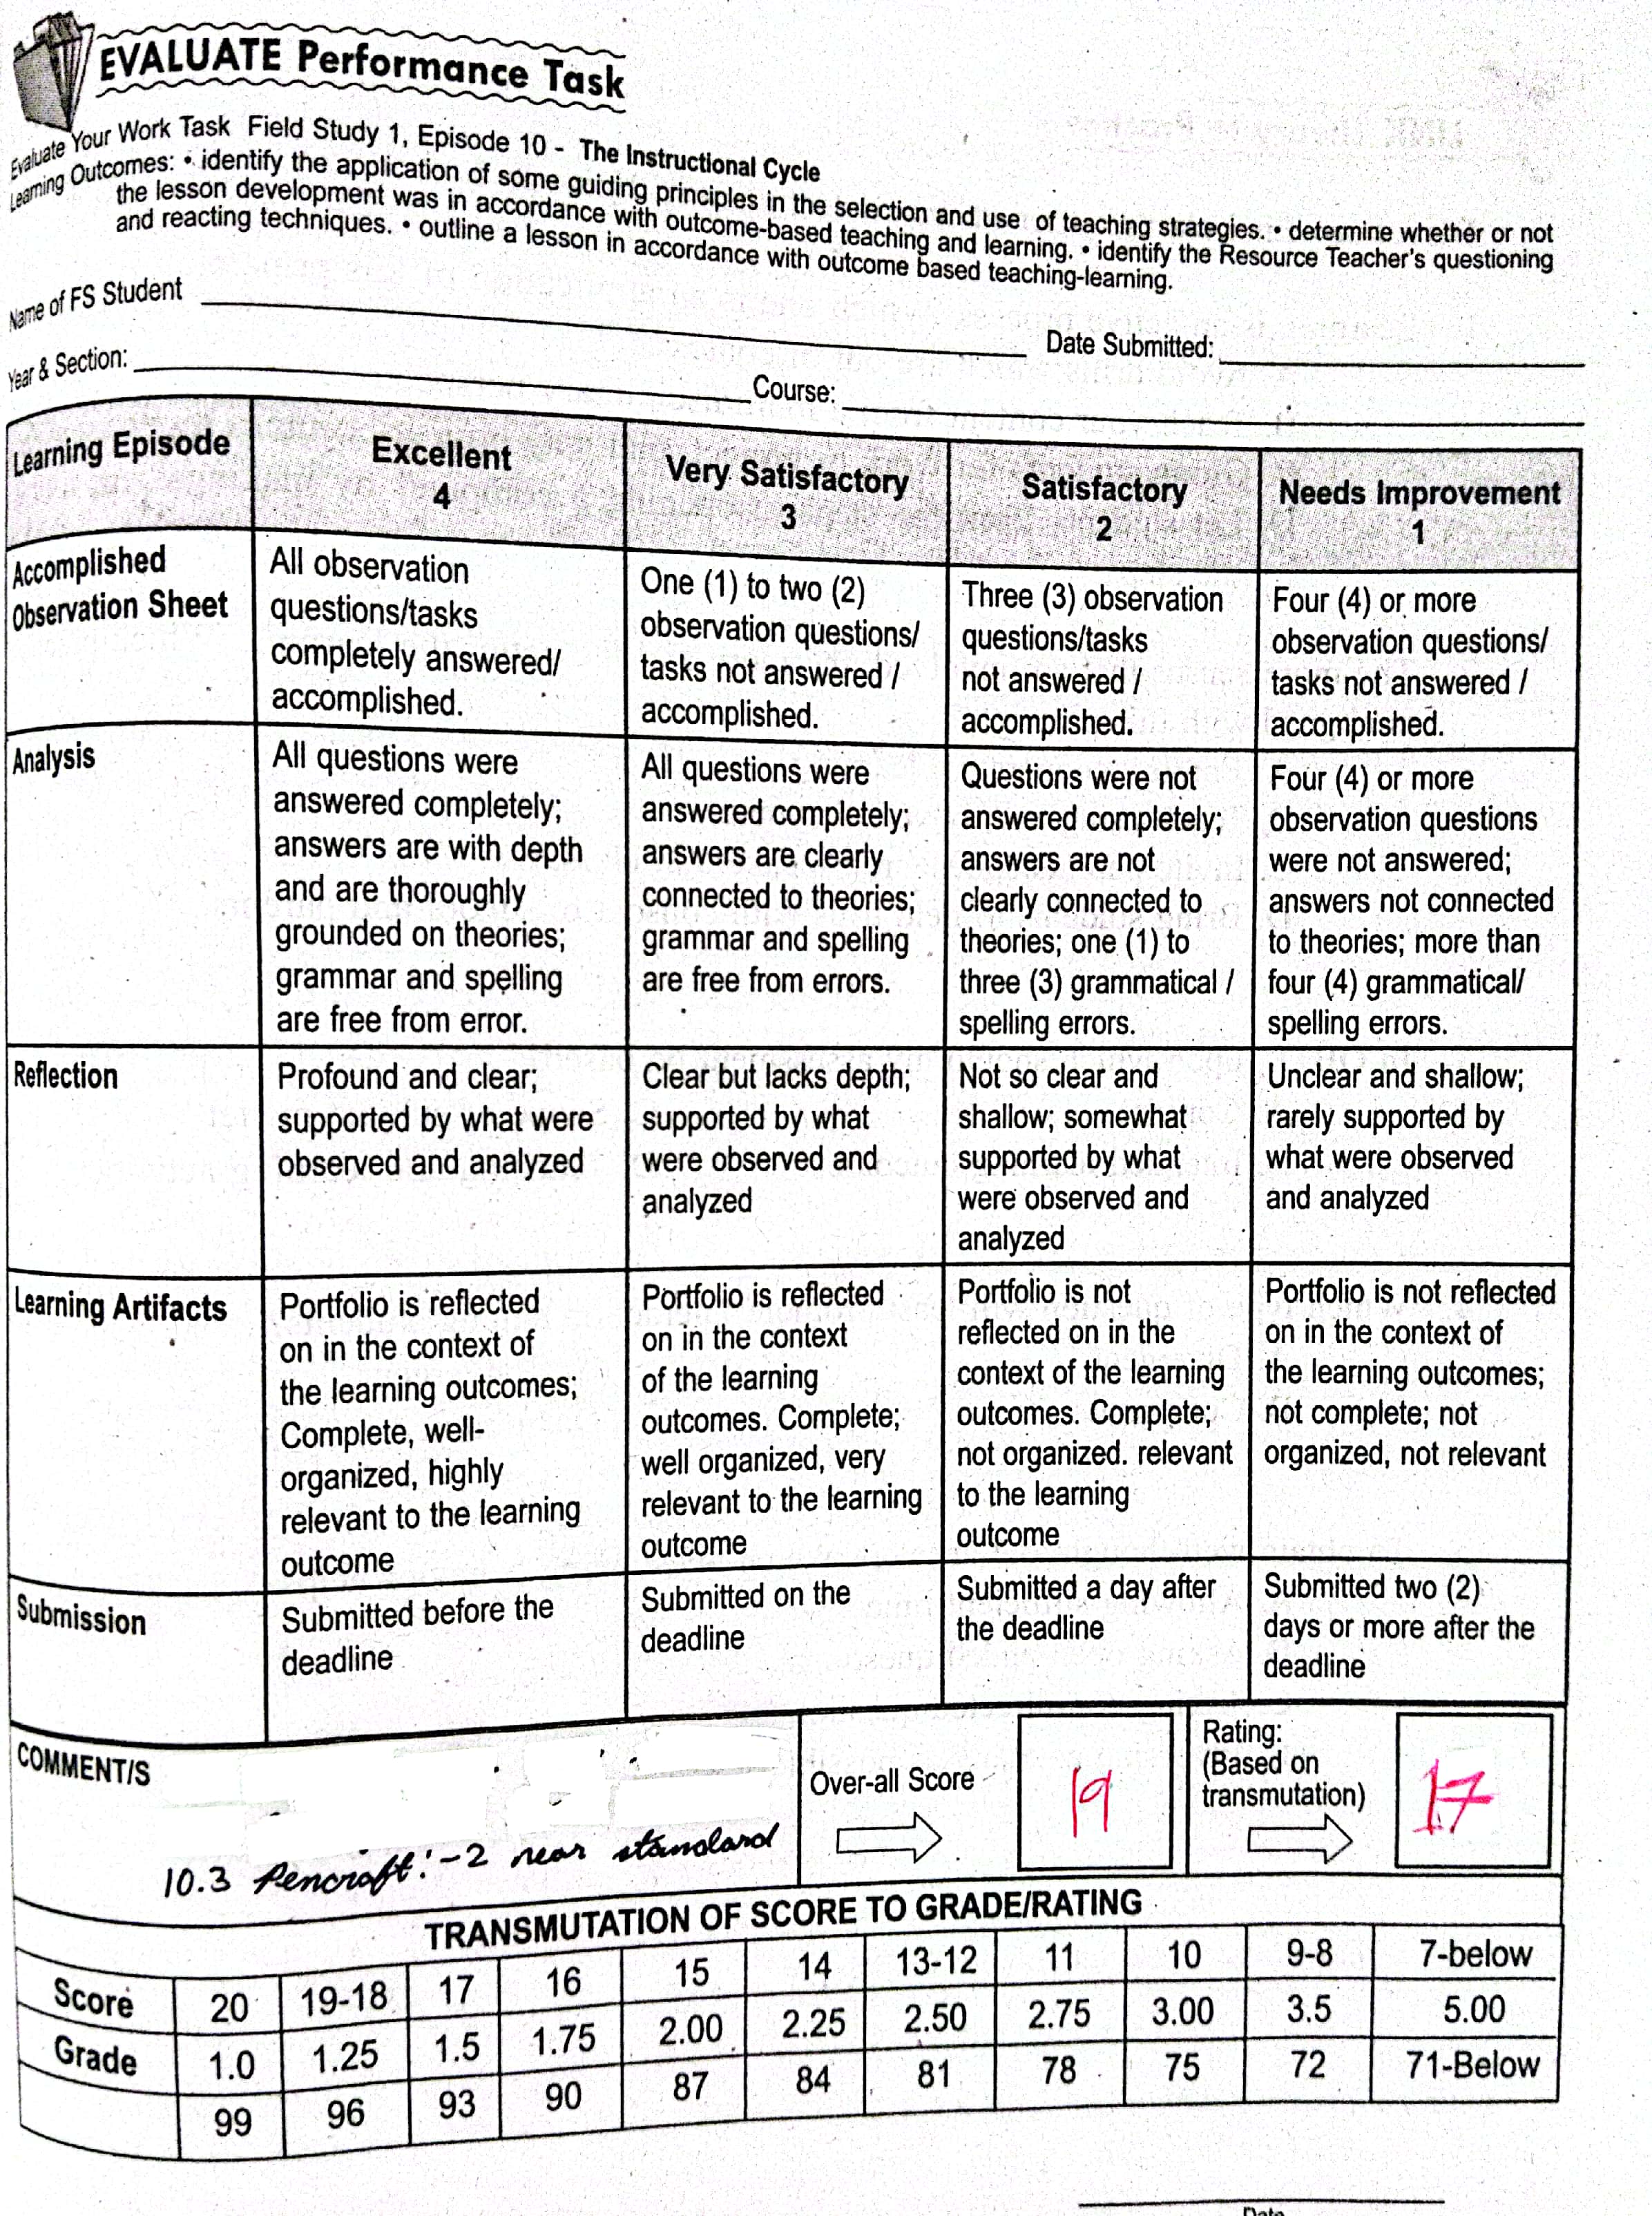 EVALUATE Performance Task
Evaluate Your Work Task Field Study 1, Episode 10 - The Instructional Cycle
Learning Outcomes: • identify the application of some guiding principles in the selection and use of teaching strategies. • determine whether or not
the lesson development was in accordance with outcome-based teaching and learning. • identify the Resource Teacher's questioning
and reacting techniques. • outline a lesson in accordance with outcome based teaching-learning.
Name of FS Student
Date Submitted:
Year & Section:
Course:
Learning Episode
Excellent
4
Very Satisfactory
3
Satisfactory
2
Needs Improvement
1
Accomplished
Observation Sheet
All observation
questions/tasks
completely answered/
accomplished.
One (1) to two (2)
observation questions/
tasks not answered /
accomplished.
Three (3) observation
questions/tasks
not answered /
accomplished.
Four (4) or more
observation questions/
tasks not answered /
accomplished.
Analysis
All questions were
answered completely;
answers are with depth
and are thoroughly
grounded on theories;
grammar and spelling
are free from error.
All questions were
answered completely;
answers are clearly
connected to theories;
grammar and spelling
are free from errors.
Questions were not
answered completely;
answers are not
clearly connected to
theories; one (1) to
three (3) grammatical /
spelling errors.
Four (4) or more
observation questions
were not answered;
answers not connected
to theories; more than
four (4) grammatical/
spelling errors.
Reflection
Profound and clear;
supported by what were
observed and analyzed
Clear but lacks depth;
supported by what
were observed and
analyzed
Not so clear and
shallow; somewhat
supported by what
were observed and
analyzed
Unclear and shallow;
rarely supported by
what were observed
and analyzed
Learning Artifacts
Portfolio is reflected
on in the context of
the learning outcomes;
Complete, well-
organized, highly
relevant to the learning
outcome
Portfolio is reflected
on in the context
of the learning
outcomes. Complete;
well organized, very
relevant to the learning
outcome
Portfolio is not
reflected on in the
context of the learning
outcomes. Complete;
not organized. relevant
to the learning
outcome
Portfolio is not reflected
on in the context of
the learning outcomes;
not complete; not
organized, not relevant
Submission
Submitted before the
deadline
Submitted on the
deadline
Submitted a day after
the deadline
Submitted two (2)
days or more after the
deadline
COMMENT/S
10.3 Pencraft: -2 near standard
Over-all Score
19
Rating:
(Based on
transmutation)
1.7
TRANSMUTATION OF SCORE TO GRADE/RATING
Score 20 19-18 17 16 15 14 13-12 11 10 9-8 7-below
Grade 1.0 1.25 1.5 1.75 2.00 2.25 2.50 2.75 3.00 3.5 5.00
99 96 93 90 87 84 81 78 75 72 71-Below
Date